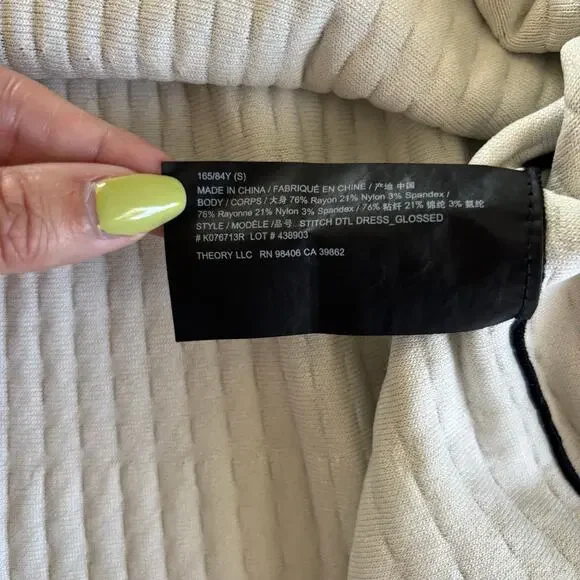 165/84Y (S)
MADE IN CHINA / FABRIQUÉ EN CHINE / 产地 中国
BODY / CORPS / 大身 76% Rayon 21% Nylon 3% Spandex /
76% Rayonne 21% Nylon 3% Spandex / 76% 粘纤 21% 锦纶 3% 氨纶
STYLE / MODÈLE / 品号 STITCH DTL DRESS_GLOSSED
# K076713R LOT # 438903
THEORY LLC RN 98406 CA 39862